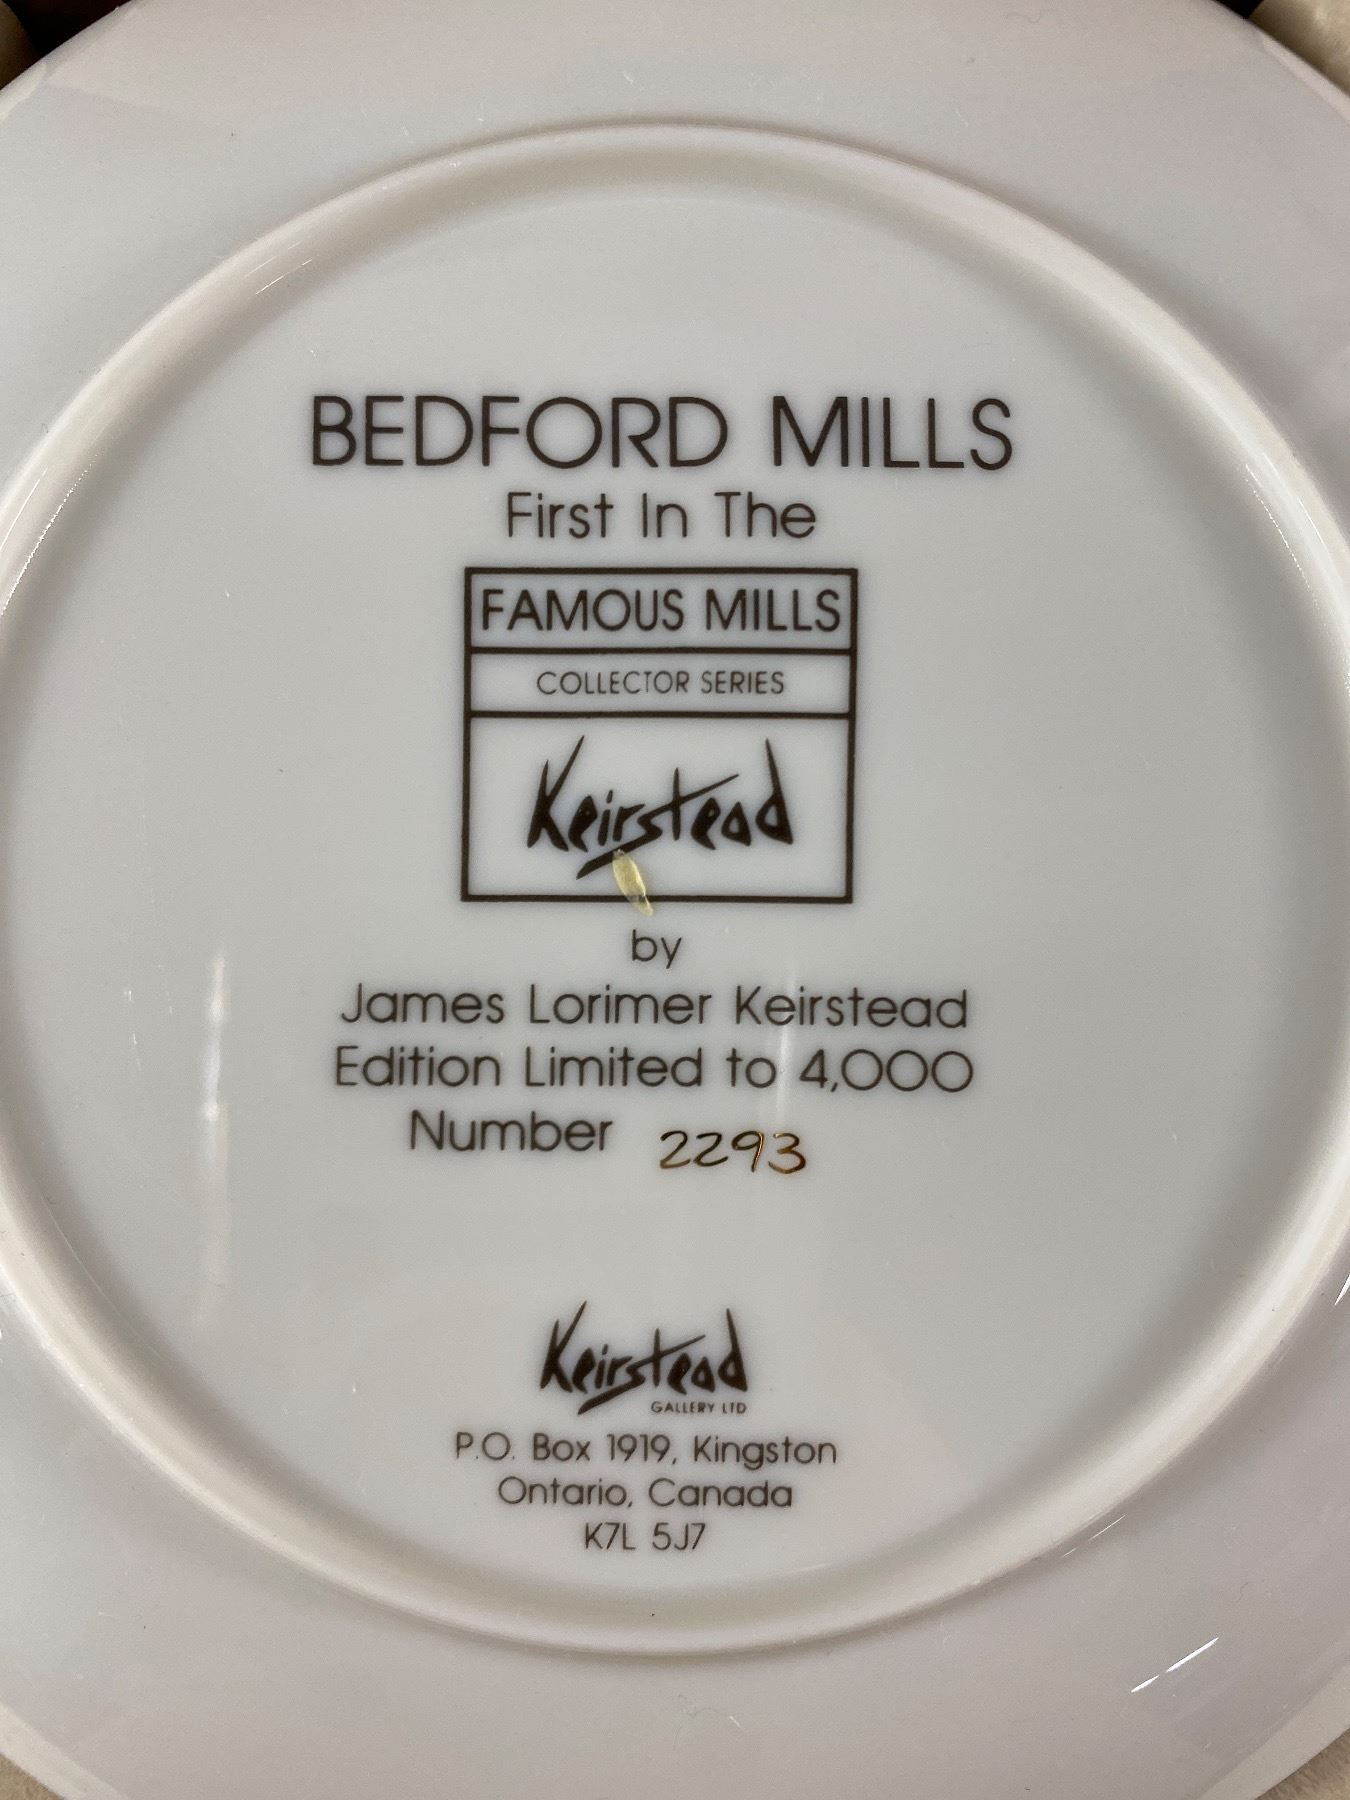 BEDFORD MILLS
First In The
FAMOUS MILLS
COLLECTOR SERIES
Keirstead
by
James Lorimer Keirstead
Edition Limited to 4,000
Number 2293
Keirstead
GALLERY LTD
P.O. Box 1919, Kingston
Ontario, Canada
K7L 5J7